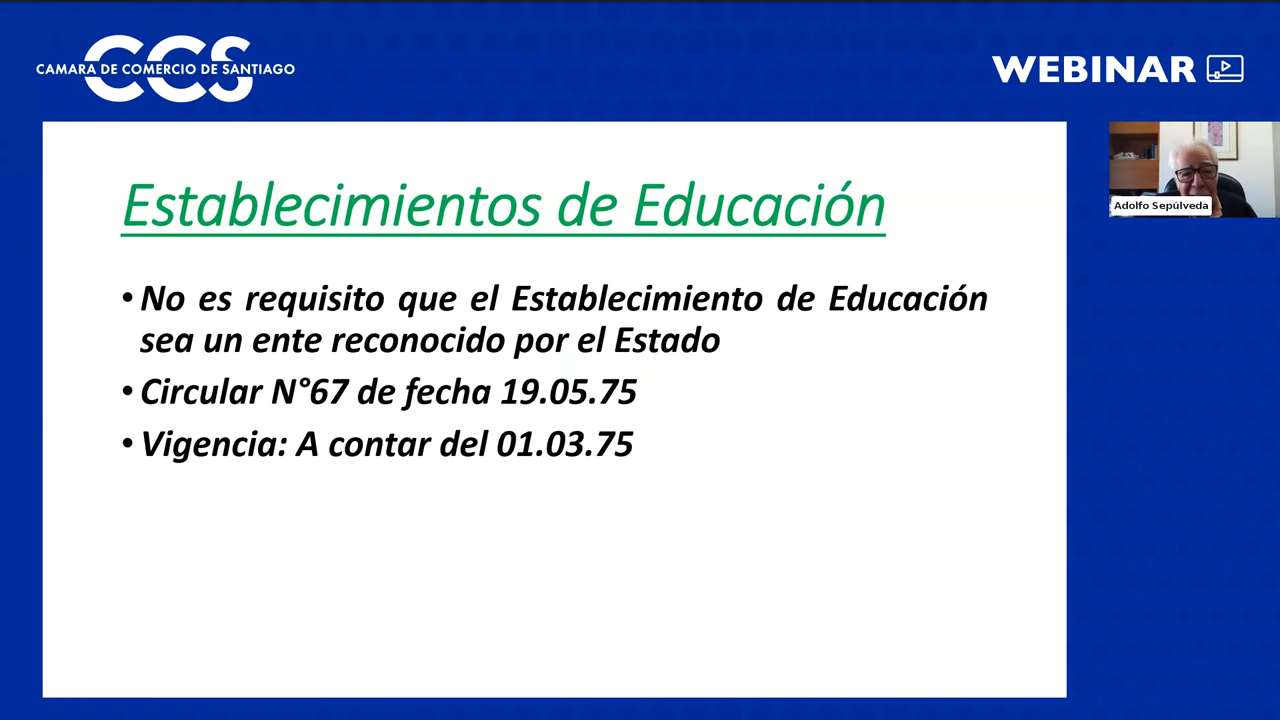 CCS
CAMARA DE COMERCIO DE SANTIAGO
WEBINAR
Establecimientos de Educación
• No es requisito que el Establecimiento de Educación
sea un ente reconocido por el Estado
• Circular N°67 de fecha 19.05.75
• Vigencia: A contar del 01.03.75
Adolfo Sepúlveda